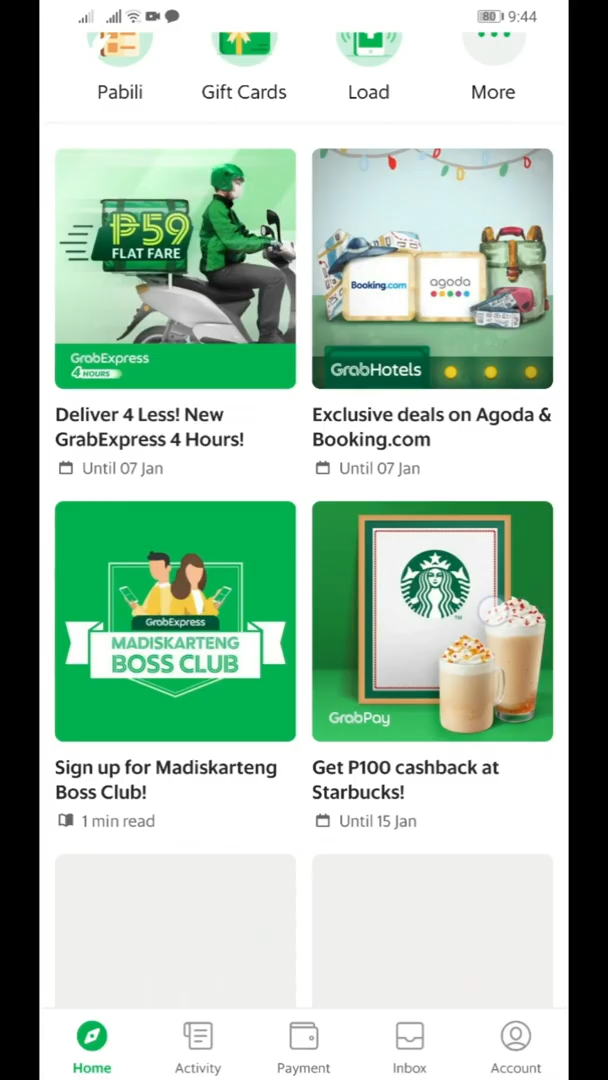 80 9:44
Pabili
Gift Cards
Load
More
₱59
FLAT FARE
GrabExpress
4 HOURS
Booking.com
agoda
GrabHotels
Deliver 4 Less! New
GrabExpress 4 Hours!
Until 07 Jan
Exclusive deals on Agoda &
Booking.com
Until 07 Jan
GrabExpress
MADISKARTENG
BOSS CLUB
TM
GrabPay
Sign up for Madiskarteng
Boss Club!
1 min read
Get P100 cashback at
Starbucks!
Until 15 Jan
Home
Activity
Payment
Inbox
Account